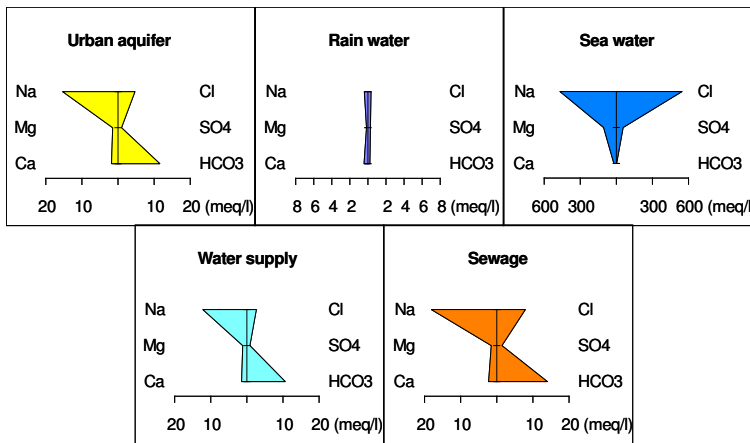 Urban aquifer
Na Cl
Mg SO4
Ca HCO3
20 10 10 20 (meq/l)
Rain water
Na Cl
Mg SO4
Ca HCO3
8 6 4 2 2 4 6 8 (meq/l)
Sea water
Na Cl
Mg SO4
Ca HCO3
600 300 300 600 (meq/l)
Water supply
Na Cl
Mg SO4
Ca HCO3
20 10 10 20 (meq/l)
Sewage
Na Cl
Mg SO4
Ca HCO3
20 10 10 20 (meq/l)